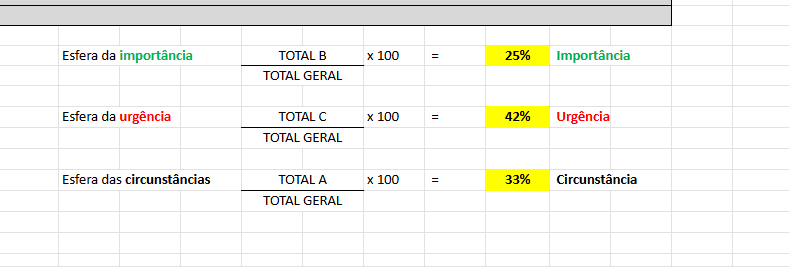 Esfera da importância TOTAL B x 100 = 25% Importância
TOTAL GERAL
Esfera da urgência TOTAL C x 100 = 42% Urgência
TOTAL GERAL
Esfera das circunstâncias TOTAL A x 100 = 33% Circunstância
TOTAL GERAL